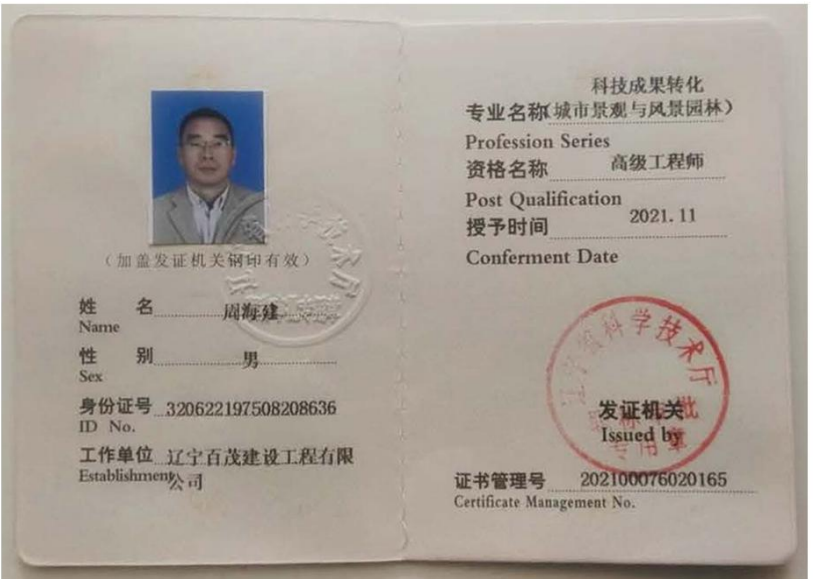 （加盖发证机关钢印有效）
姓 名 周海建
Name
性 别 男
Sex
身份证号 320622197508208636
ID No.
工作单位 辽宁百茂建设工程有限
Establishment 公司
科技成果转化
专业名称（城市景观与风景园林）
Profession Series
资格名称 高级工程师
Post Qualification
授予时间 2021.11
Conferment Date
辽宁省科学技术厅
发证机关
Issued by
专用章
证书管理号 202100076020165
Certificate Management No.